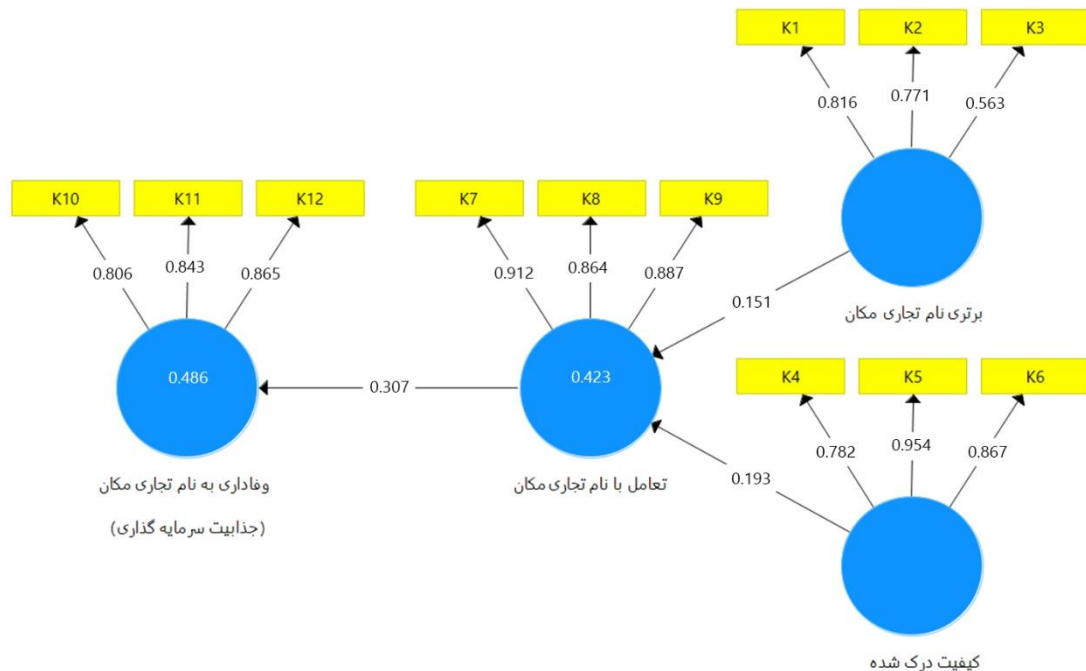 K1
K2
K3
0.816
0.771
0.563
برتری نام تجاری مکان
0.151
K10
K11
K12
0.806
0.843
0.865
0.486
وفاداری به نام تجاری مکان
(جذابیت سرمایه گذاری)
0.307
K7
K8
K9
0.912
0.864
0.887
0.423
تعامل با نام تجاری مکان
0.193
K4
K5
K6
0.782
0.954
0.867
کیفیت درک شده